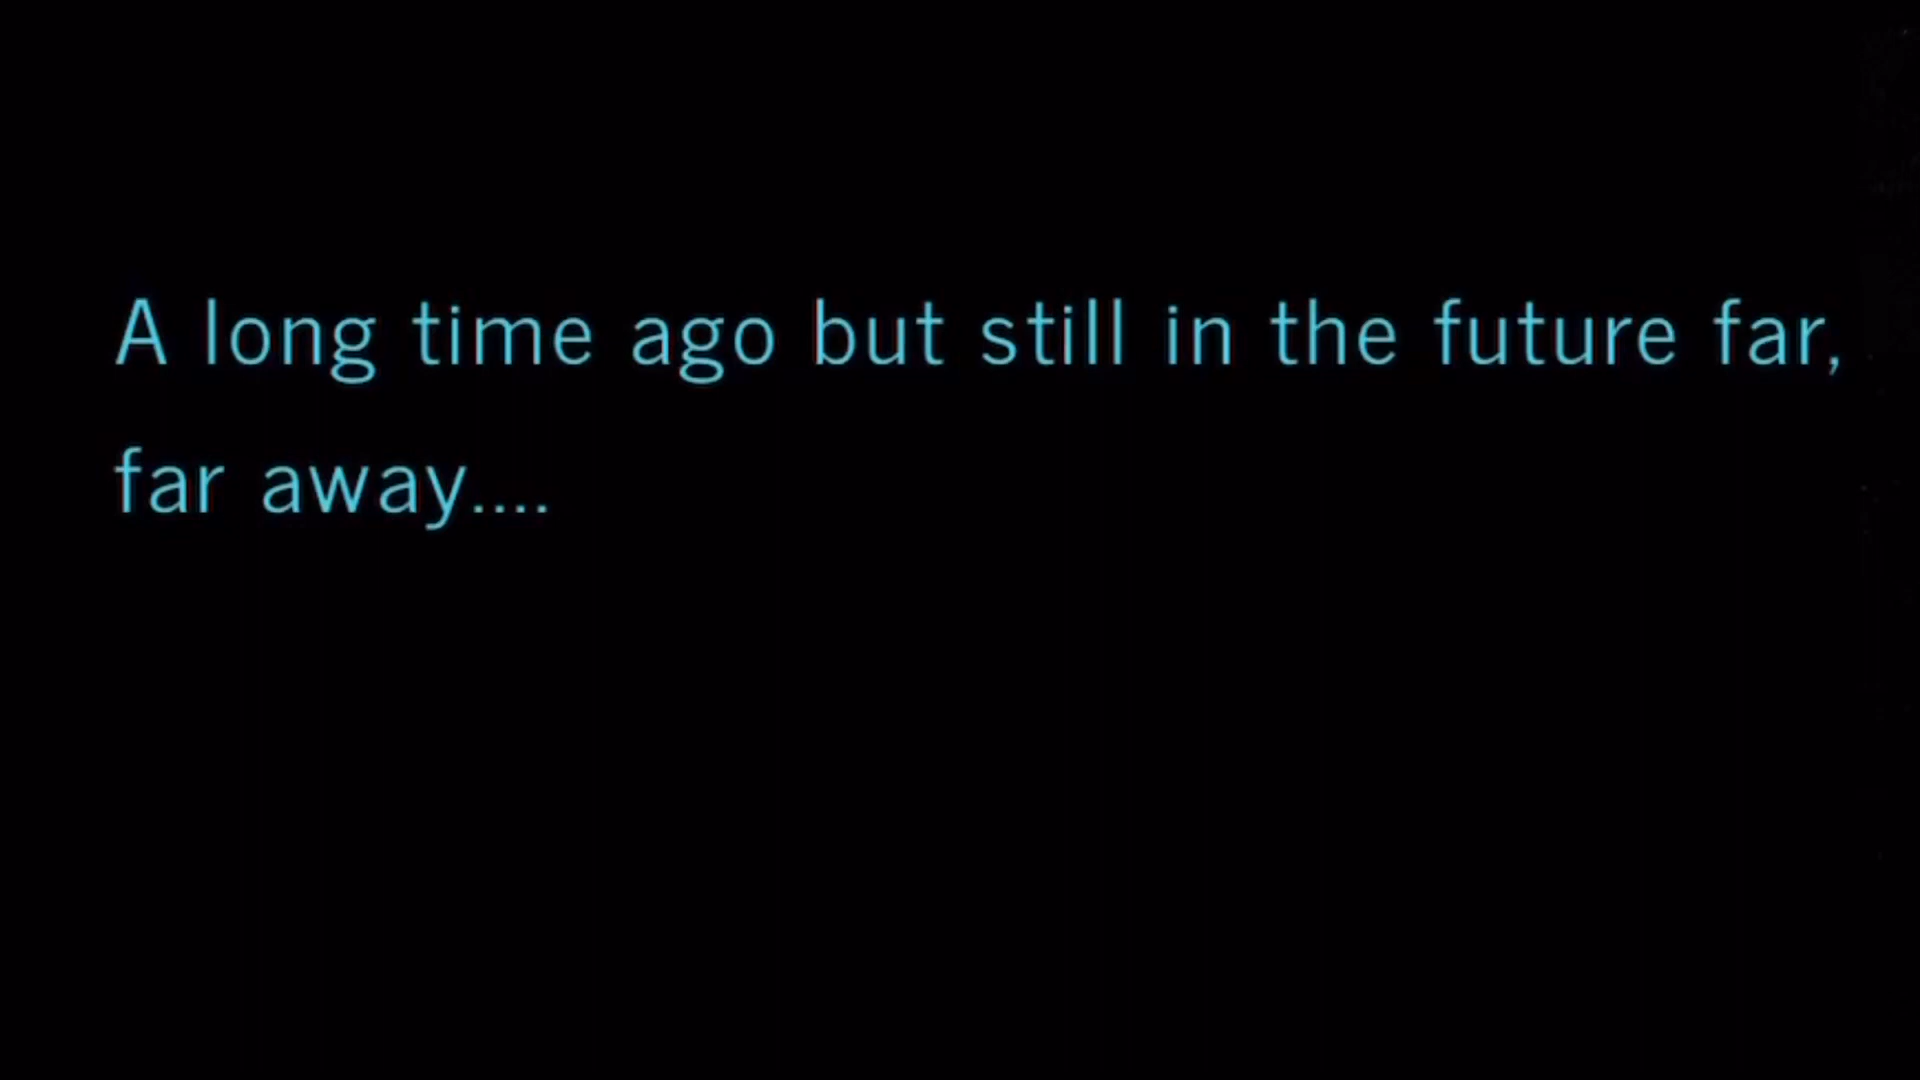 A long time ago but still in the future far,
far away....